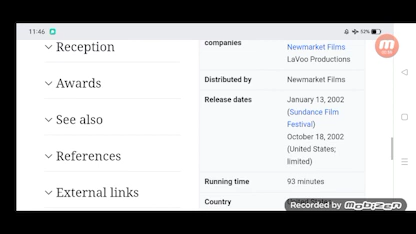 11:46
52%
Reception
Awards
See also
References
External links
companies
Newmarket Films
LaVoo Productions
Distributed by
Newmarket Films
Release dates
January 13, 2002
(Sundance Film
Festival)
October 18, 2002
(United States;
limited)
Running time
93 minutes
Country
Recorded by Mobizen